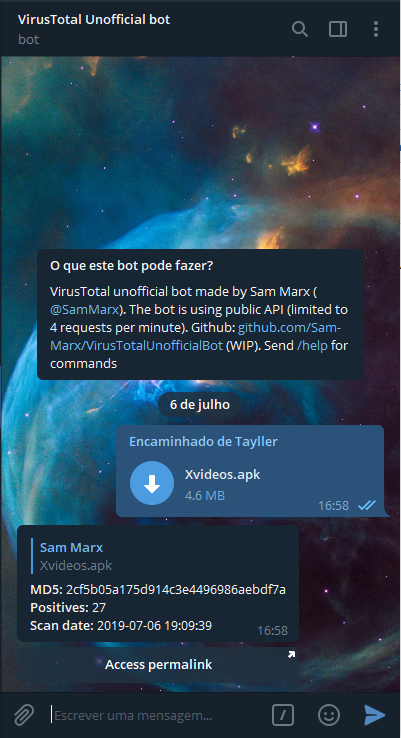 VirusTotal Unofficial bot
bot
O que este bot pode fazer?
VirusTotal unofficial bot made by Sam Marx (
@SamMarx). The bot is using public API (limited to
4 requests per minute). Github: github.com/Sam-
Marx/VirusTotalUnofficialBot (WIP). Send /help for
commands
6 de julho
Encaminhado de Tayller
Xvideos.apk
4.6 MB
16:58
Sam Marx
Xvideos.apk
MD5: 2cf5b05a175d914c3e4496986aebdf7a
Positives: 27
Scan date: 2019-07-06 19:09:39
16:58
Access permalink
Escrever uma mensagem...